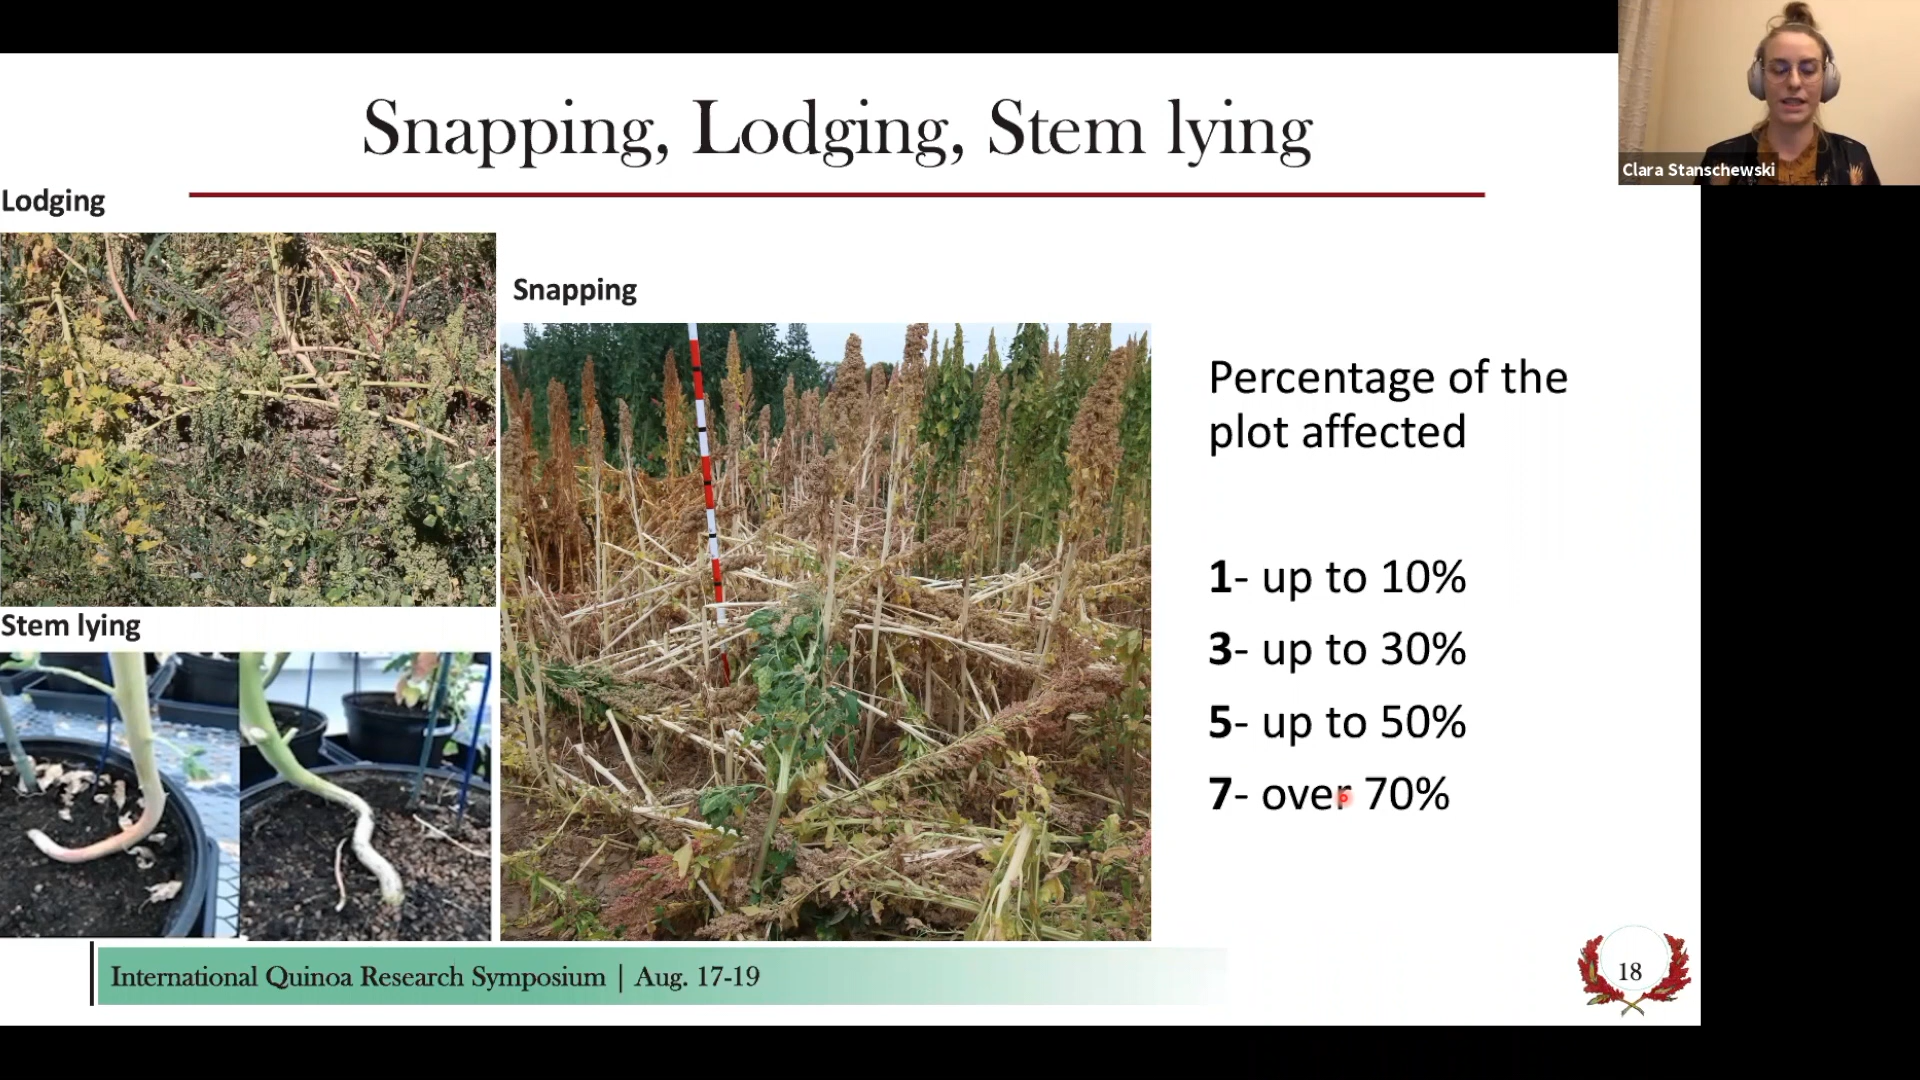 Snapping, Lodging, Stem lying
Clara Stanschewski
Lodging
Snapping
Stem lying
Percentage of the
plot affected
1- up to 10%
3- up to 30%
5- up to 50%
7- over 70%
International Quinoa Research Symposium | Aug. 17-19
18